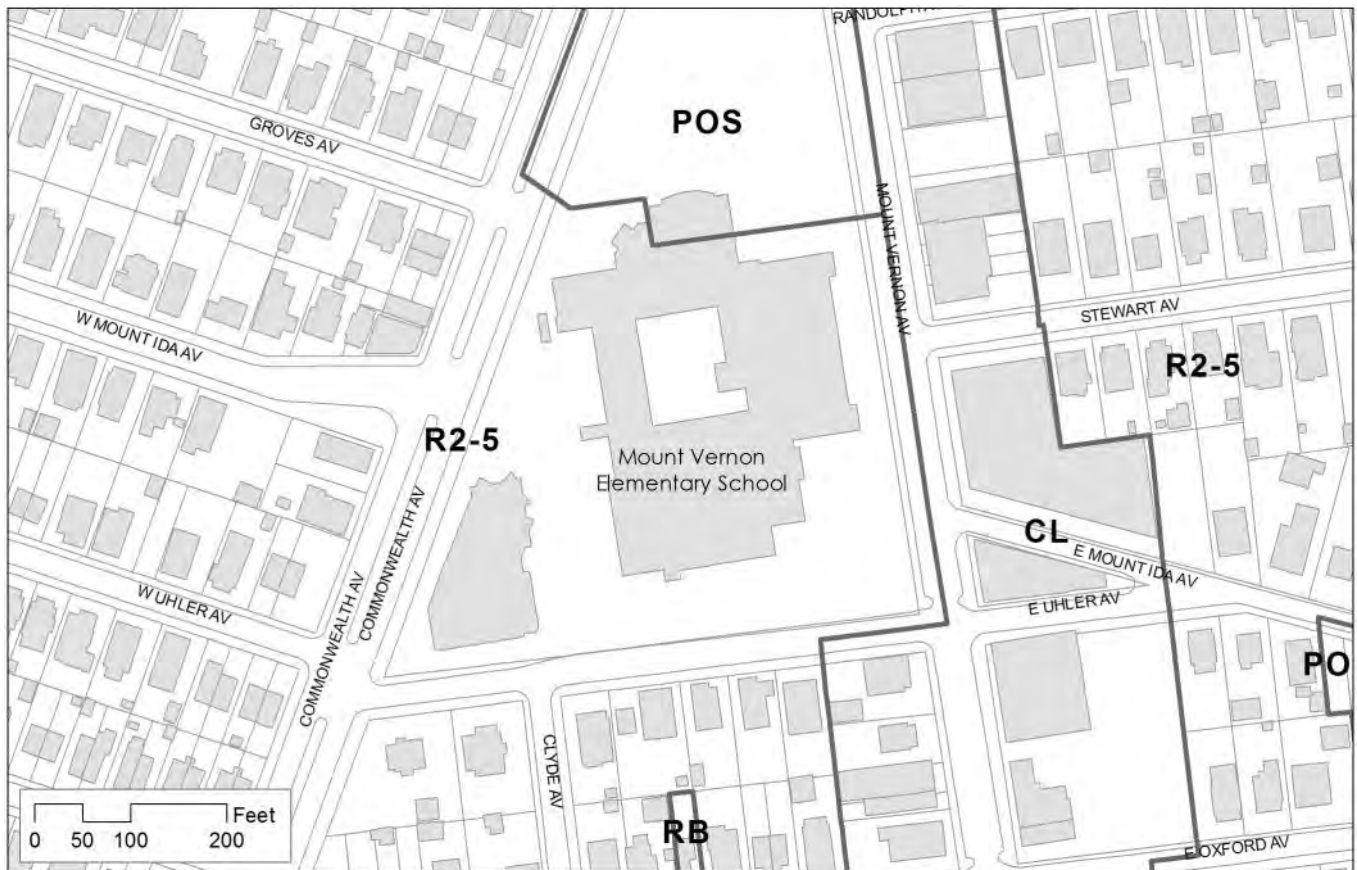 RANDOLPH A
POS
GROVES AV
MOUNT VERNON AV
W MOUNT IDA AV
STEWART AV
R2-5
R2-5
Mount Vernon
Elementary School
COMMONWEALTH AV
COMMONWEALTH AV
CL
E MOUNT IDA AV
W UHLER AV
E UHLER AV
PO
CLYDE AV
RB
E OXFORD AV
Feet
0 50 100 200